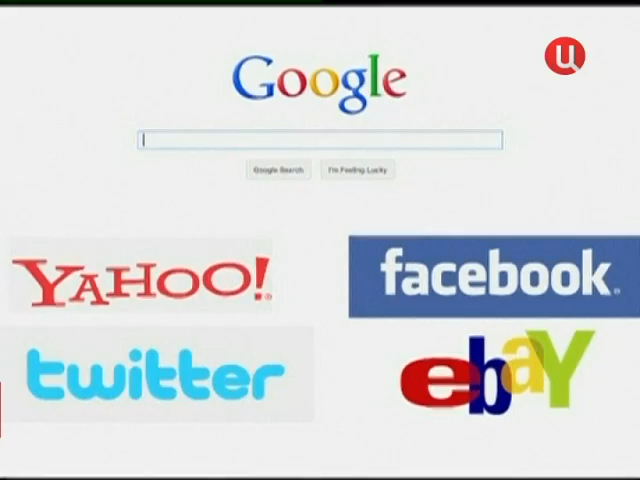 Google
ц
Google Search
I'm Feeling Lucky
YAHOO!
facebook
twitter
ebaY